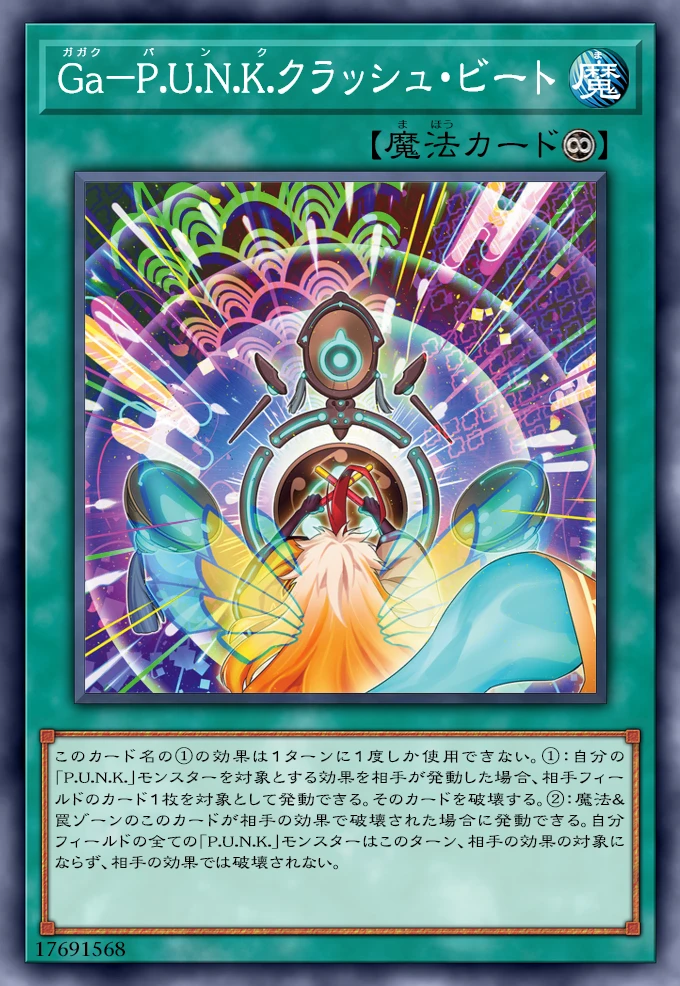 ガガク パンク
Ga－P.U.N.K.クラッシュ・ビート
ま
魔
ま ほう
【魔法カード♾】
このカード名の①の効果は１ターンに１度しか使用できない。①：自分の
「P.U.N.K.」モンスターを対象とする効果を相手が発動した場合、相手フィー
ルドのカード１枚を対象として発動できる。そのカードを破壊する。②：魔法&
罠ゾーンのこのカードが相手の効果で破壊された場合に発動できる。自分
フィールドの全ての「P.U.N.K.」モンスターはこのターン、相手の効果の対象に
ならず、相手の効果では破壊されない。
17691568